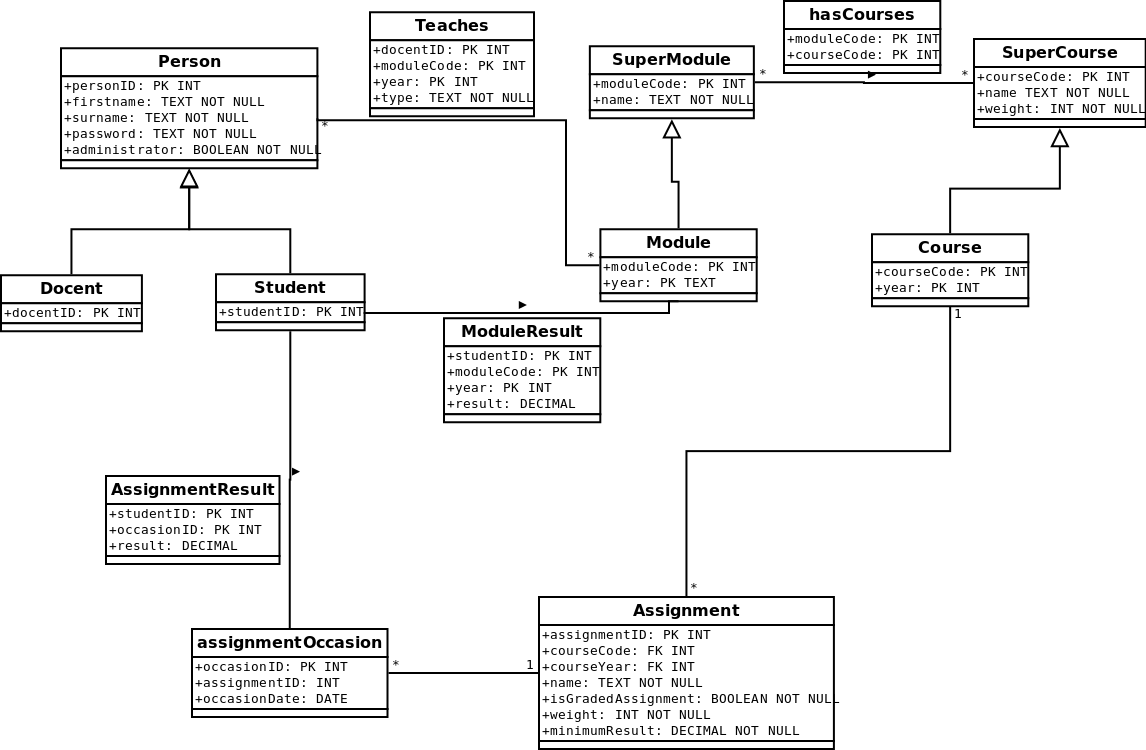 hasCourses
+moduleCode: PK INT
+courseCode: PK INT
Teaches
+docentID: PK INT
+moduleCode: PK INT
+year: PK INT
+type: TEXT NOT NULL
Person
+personID: PK INT
+firstname: TEXT NOT NULL
+surname: TEXT NOT NULL
+password: TEXT NOT NULL
+administrator: BOOLEAN NOT NULL
*
SuperModule
+moduleCode: PK INT
+name: TEXT NOT NULL
*
*
SuperCourse
+courseCode: PK INT
+name TEXT NOT NULL
+weight: INT NOT NULL
*
Module
+moduleCode: PK INT
+year: PK TEXT
Course
+courseCode: PK INT
+year: PK INT
1
Docent
+docentID: PK INT
Student
+studentID: PK INT
ModuleResult
+studentID: PK INT
+moduleCode: PK INT
+year: PK INT
+result: DECIMAL
AssignmentResult
+studentID: PK INT
+occasionID: PK INT
+result: DECIMAL
*
assignmentOccasion
+occasionID: PK INT
+assignmentID: INT
+occasionDate: DATE
*
1
Assignment
+assignmentID: PK INT
+courseCode: FK INT
+courseYear: FK INT
+name: TEXT NOT NULL
+isGradedAssignment: BOOLEAN NOT NULL
+weight: INT NOT NULL
+minimumResult: DECIMAL NOT NULL